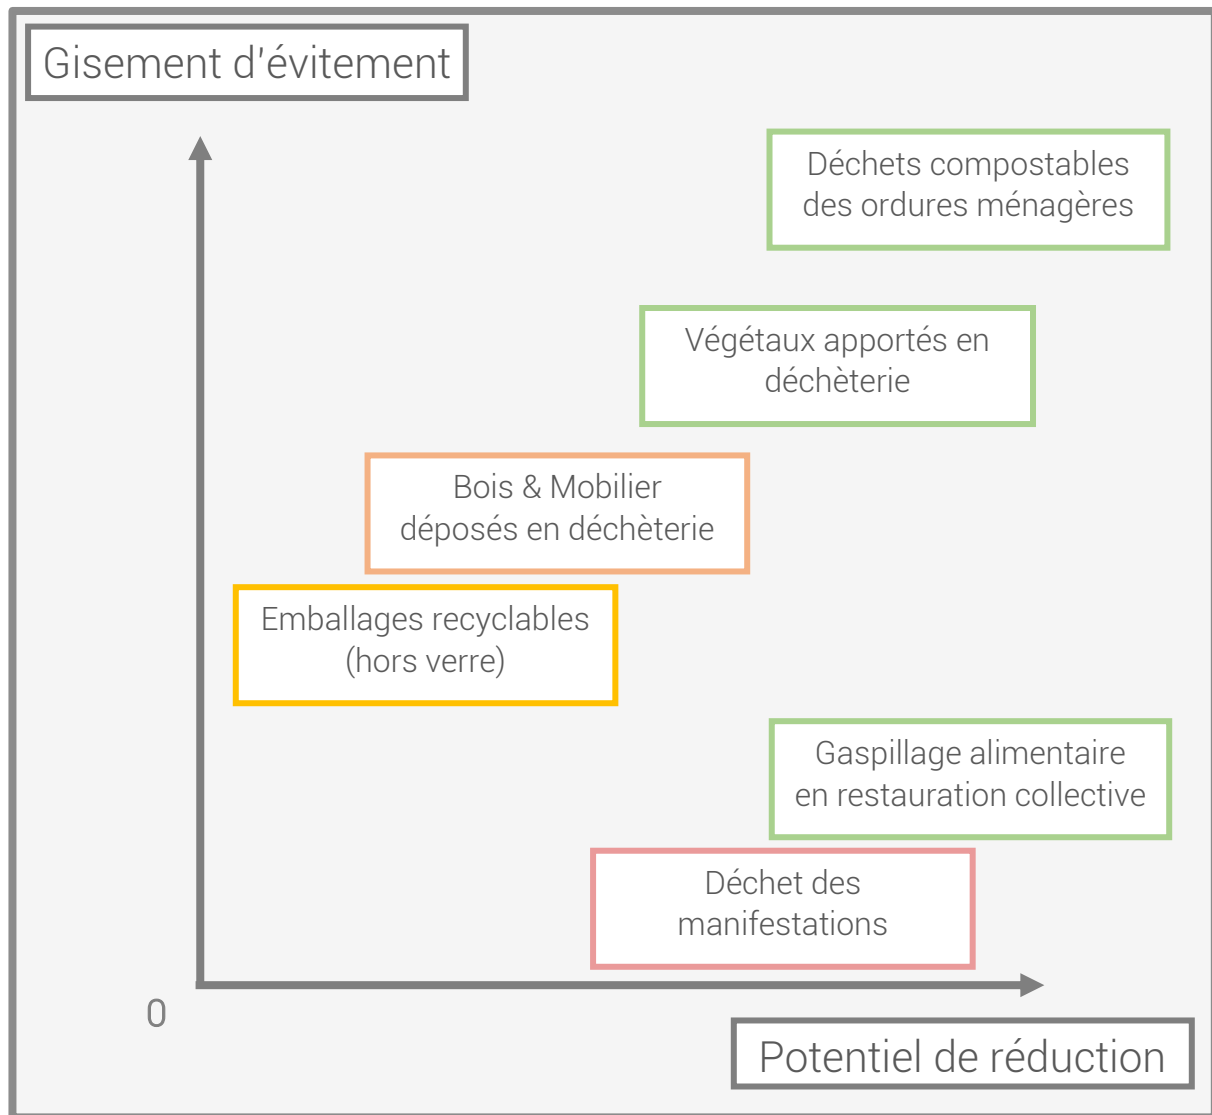 Gisement d'évitement
Déchets compostables
des ordures ménagères
Végétaux apportés en
déchèterie
Bois & Mobilier
déposés en déchèterie
Emballages recyclables
(hors verre)
Gaspillage alimentaire
en restauration collective
Déchet des
manifestations
0
Potentiel de réduction